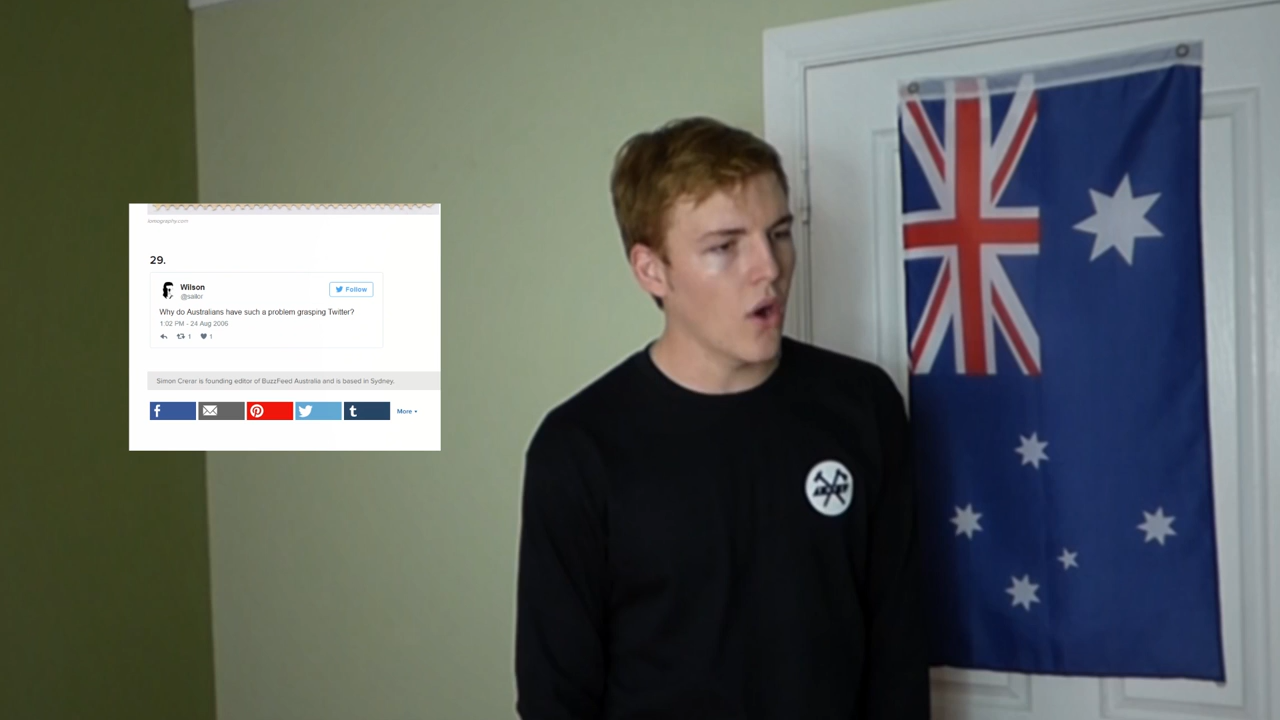 29.
Wilson
@sailor
Follow
Why do Australians have such a problem grasping Twitter?
1:02 PM - 24 Aug 2006
1
1
Simon Crerar is founding editor of BuzzFeed Australia and is based in Sydney.
More